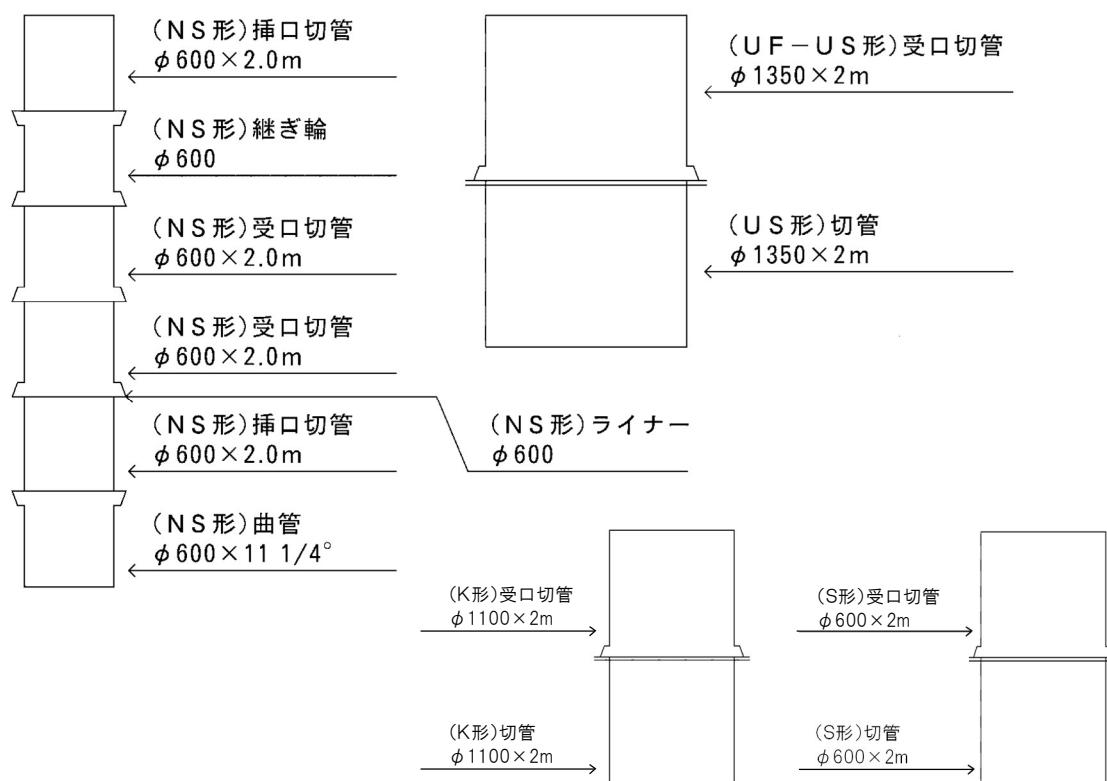 (NS形)挿口切管
φ600×2.0m
(NS形)継ぎ輪
φ600
(NS形)受口切管
φ600×2.0m
(NS形)受口切管
φ600×2.0m
(NS形)挿口切管
φ600×2.0m
(NS形)曲管
φ600×11 1/4°
(UF−US形)受口切管
φ1350×2m
(US形)切管
φ1350×2m
(NS形)ライナー
φ600
(K形)受口切管
φ1100×2m
(K形)切管
φ1100×2m
(S形)受口切管
φ600×2m
(S形)切管
φ600×2m